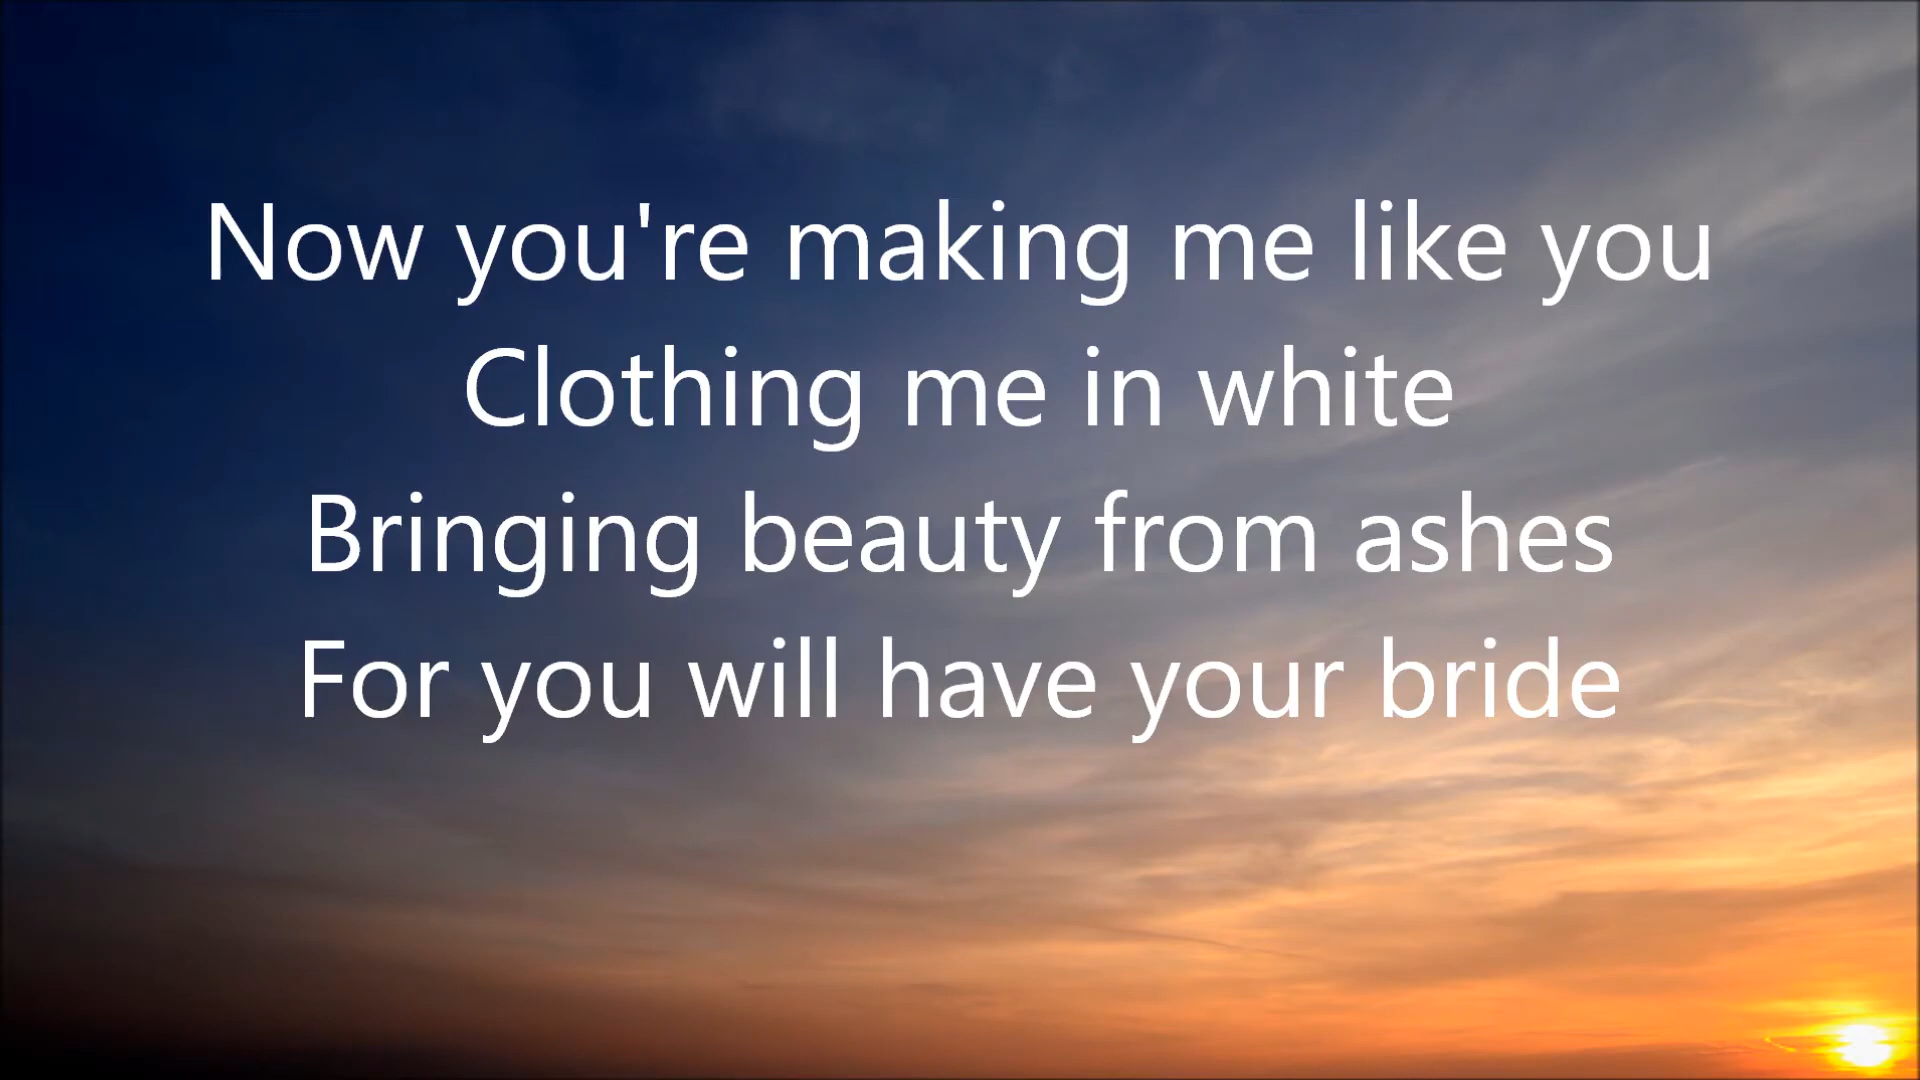 Now you're making me like you
Clothing me in white
Bringing beauty from ashes
For you will have your bride